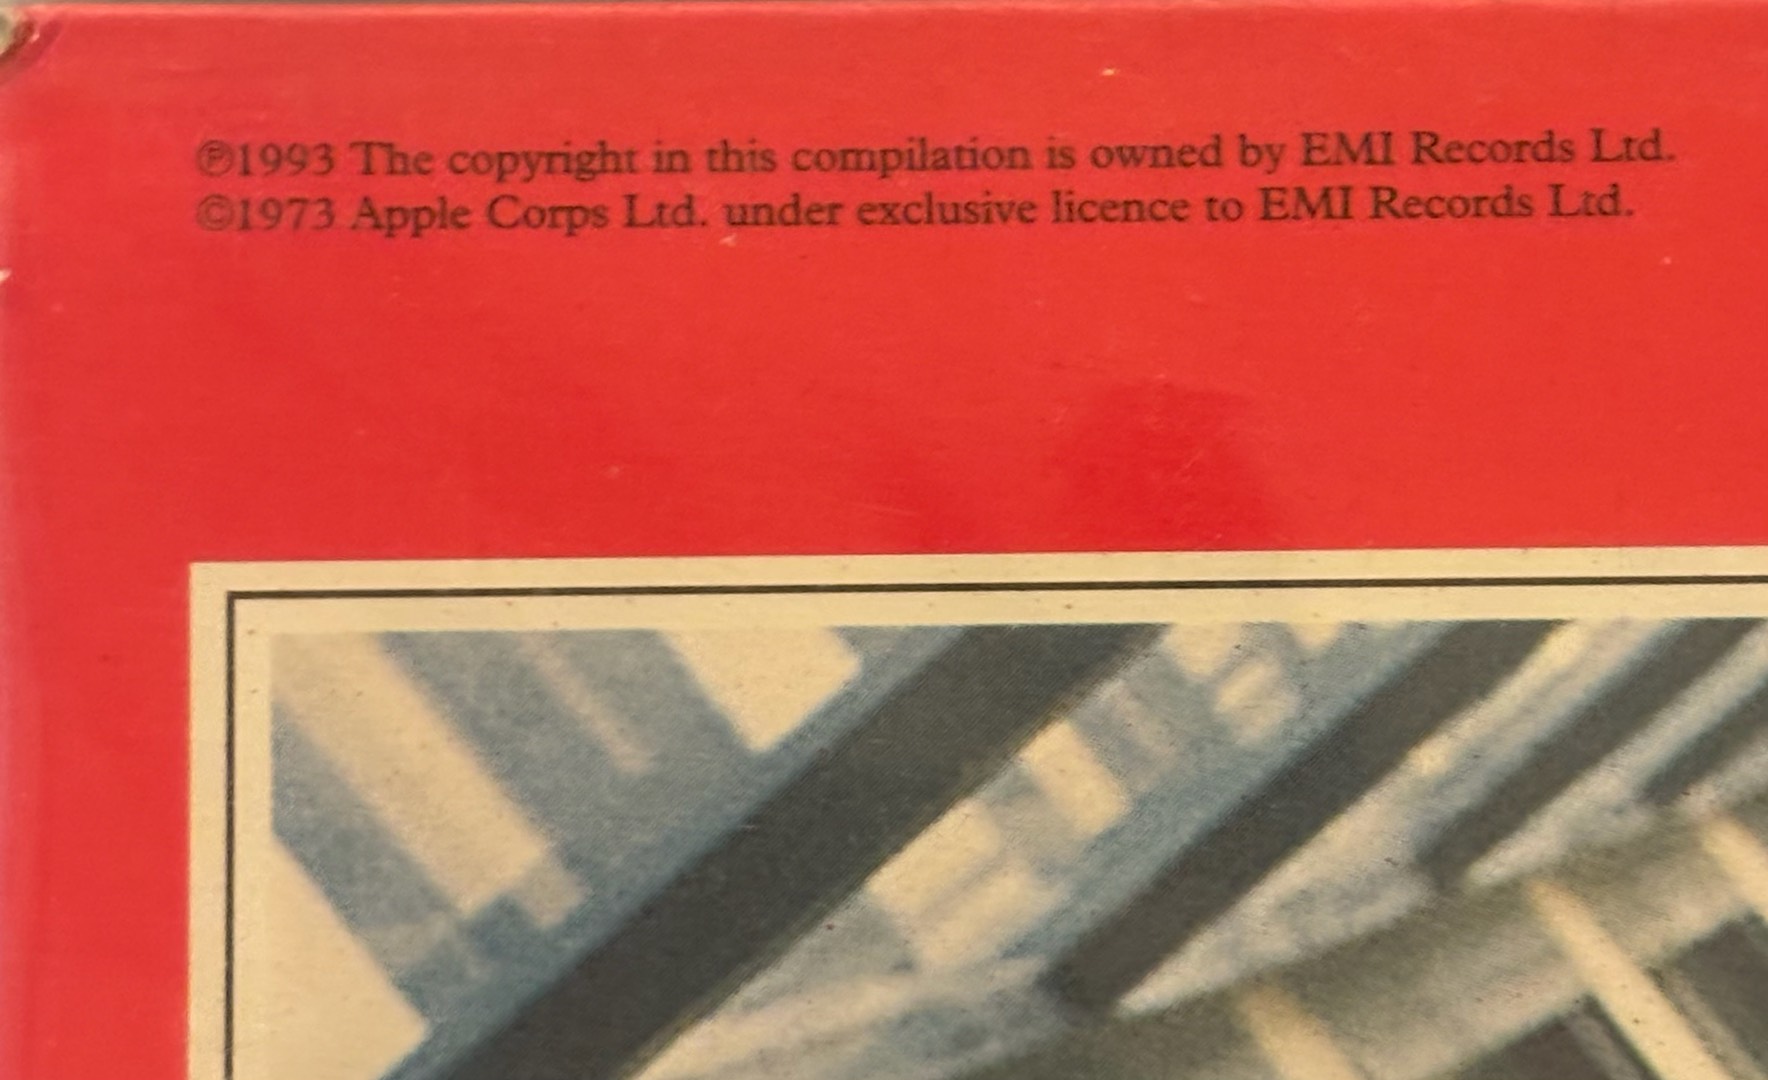 ℗1993 The copyright in this compilation is owned by EMI Records Ltd.
©1973 Apple Corps Ltd. under exclusive licence to EMI Records Ltd.